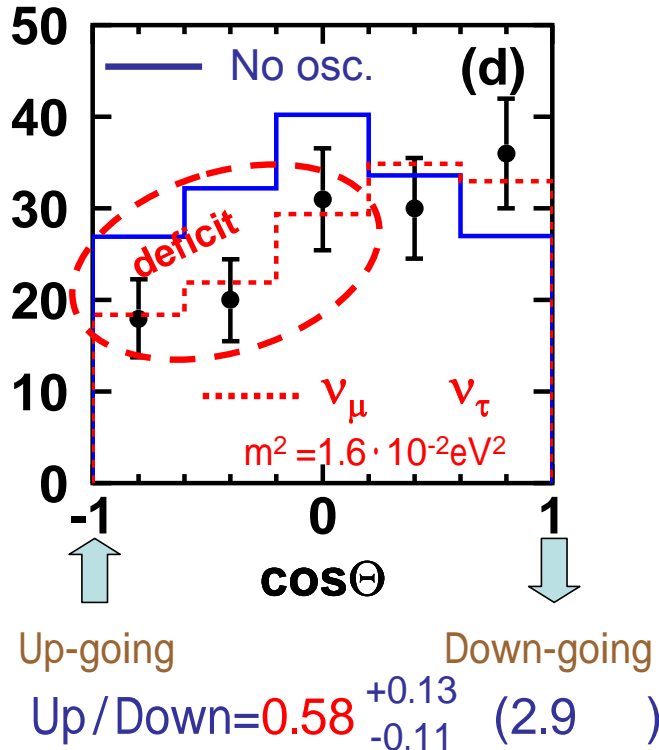 50
No osc. (d)
40
30
deficit
20
10
ν_μ ν_τ
m² =1.6·10⁻²eV²
0
-1 0 1
cosΘ
Up-going Down-going
Up/Down=0.58 +0.13 -0.11 (2.9 )